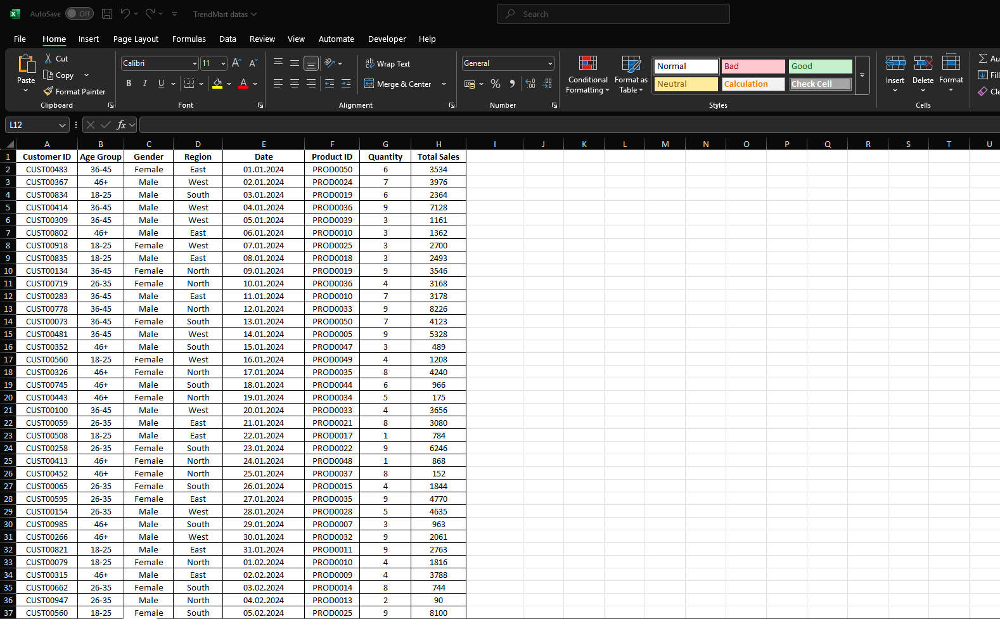 AutoSave Off TrendMart datas Search
File Home Insert Page Layout Formulas Data Review View Automate Developer Help
Paste Cut Copy Format Painter Clipboard
Calibri 11 B I U Font
Wrap Text Merge & Center Alignment
General % Number
Conditional Formatting Format as Table Normal Bad Good Neutral Calculation Check Cell Styles
Insert Delete Format Cells
Au
Fill
Cle
L12 fx
A B C D E F G H I J K L M N O P Q R S T U
1 Customer ID Age Group Gender Region Date Product ID Quantity Total Sales
2 CUST00483 36-45 Female East 01.01.2024 PROD0050 6 3534
3 CUST00367 46+ Male West 02.01.2024 PROD0024 7 3976
4 CUST00834 18-25 Male South 03.01.2024 PROD0019 6 2364
5 CUST00414 36-45 Male West 04.01.2024 PROD0036 9 7128
6 CUST00309 36-45 Male West 05.01.2024 PROD0039 3 1161
7 CUST00802 46+ Male East 06.01.2024 PROD0010 3 1362
8 CUST00918 18-25 Female West 07.01.2024 PROD0025 3 2700
9 CUST00835 18-25 Male East 08.01.2024 PROD0018 3 2493
10 CUST00134 36-45 Female North 09.01.2024 PROD0019 9 3546
11 CUST00719 26-35 Female North 10.01.2024 PROD0036 4 3168
12 CUST00283 36-45 Male East 11.01.2024 PROD0010 7 3178
13 CUST00778 36-45 Male North 12.01.2024 PROD0033 9 8226
14 CUST00073 36-45 Female South 13.01.2024 PROD0050 7 4123
15 CUST00481 36-45 Male West 14.01.2024 PROD0005 9 5328
16 CUST00352 46+ Male South 15.01.2024 PROD0047 3 489
17 CUST00560 18-25 Female West 16.01.2024 PROD0049 4 1208
18 CUST00326 46+ Female North 17.01.2024 PROD0035 8 4240
19 CUST00745 46+ Male South 18.01.2024 PROD0044 6 966
20 CUST00443 46+ Female North 19.01.2024 PROD0034 5 175
21 CUST00100 36-45 Male West 20.01.2024 PROD0033 4 3656
22 CUST00059 26-35 Male East 21.01.2024 PROD0021 8 3080
23 CUST00508 18-25 Male East 22.01.2024 PROD0017 1 784
24 CUST00258 26-35 Female South 23.01.2024 PROD0022 9 6246
25 CUST00413 46+ Female North 24.01.2024 PROD0048 1 868
26 CUST00452 46+ Female North 25.01.2024 PROD0037 8 152
27 CUST00065 26-35 Female South 26.01.2024 PROD0015 4 1844
28 CUST00595 26-35 Female East 27.01.2024 PROD0035 9 4770
29 CUST00154 26-35 Male West 28.01.2024 PROD0028 5 4635
30 CUST00985 46+ Male South 29.01.2024 PROD0007 3 963
31 CUST00266 46+ Male West 30.01.2024 PROD0032 9 2061
32 CUST00821 18-25 Male East 31.01.2024 PROD0011 9 2763
33 CUST00079 18-25 Female North 01.02.2024 PROD0010 4 1816
34 CUST00315 46+ Male East 02.02.2024 PROD0009 4 3788
35 CUST00662 26-35 Female South 03.02.2024 PROD0014 8 744
36 CUST00947 26-35 Male North 04.02.2024 PROD0013 2 90
37 CUST00560 18-25 Female South 05.02.2024 PROD0025 9 8100